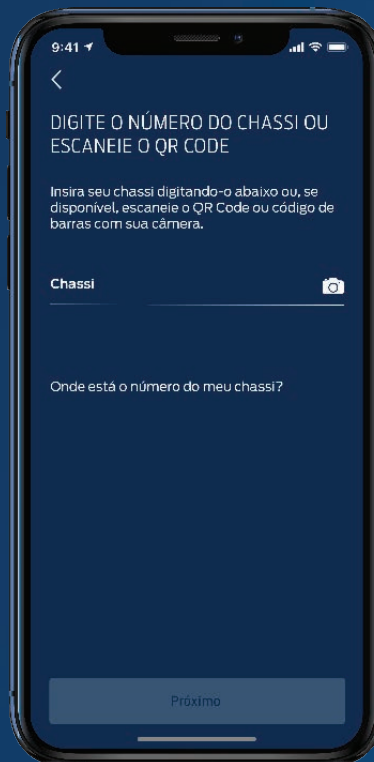 9:41
DIGITE O NÚMERO DO CHASSI OU
ESCANEIE O QR CODE
Insira seu chassi digitando-o abaixo ou, se
disponível, escaneie o QR Code ou código de
barras com sua câmera.
Chassi
Onde está o número do meu chassi?
Próximo